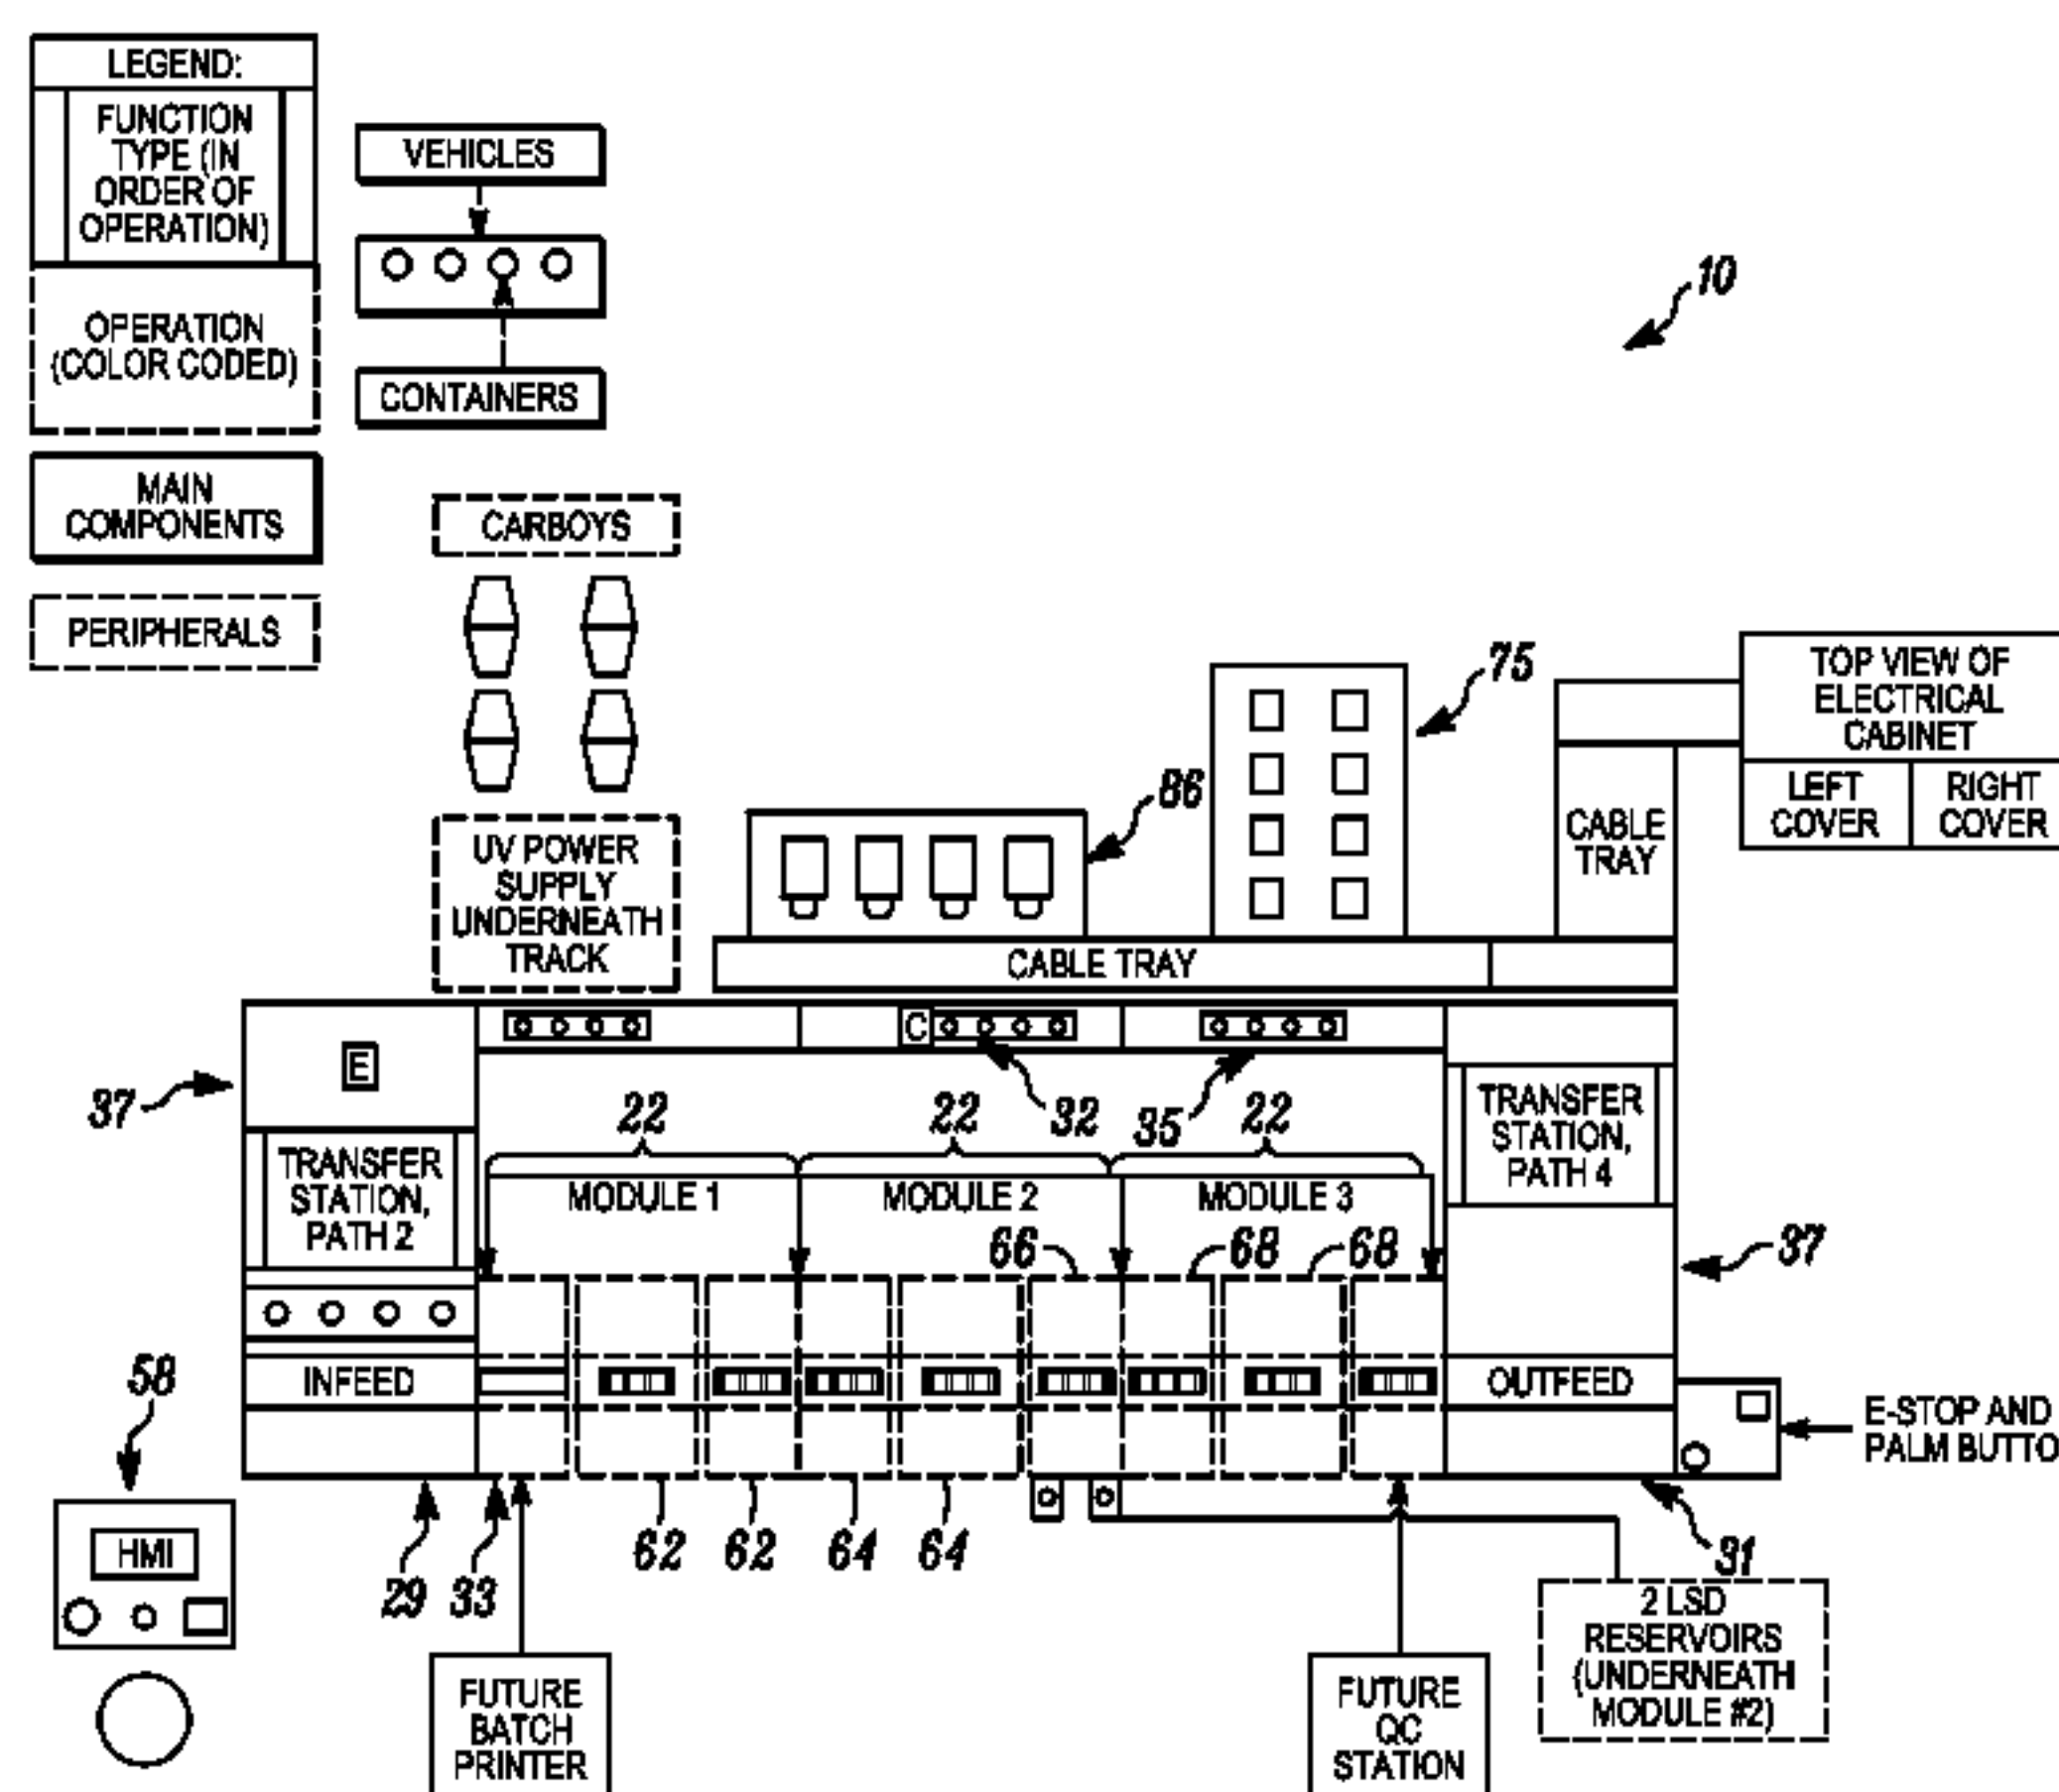 LEGEND:
FUNCTION
TYPE (IN
ORDER OF
OPERATION)
OPERATION
(COLOR CODED)
MAIN
COMPONENTS
PERIPHERALS
VEHICLES
CONTAINERS
10
CARBOYS
UV POWER
SUPPLY
UNDERNEATH
TRACK
86
75
TOP VIEW OF
ELECTRICAL
CABINET
LEFT
COVER
RIGHT
COVER
CABLE
TRAY
CABLE TRAY
E
C
37
32
35
22
22
22
TRANSFER
STATION,
PATH 2
MODULE 1
MODULE 2
MODULE 3
TRANSFER
STATION,
PATH 4
66
68
68
37
58
INFEED
OUTFEED
E-STOP AND
PALM BUTTO
HMI
29
33
62
62
64
64
31
2 LSD
RESERVOIRS
(UNDERNEATH
MODULE #2)
FUTURE
BATCH
PRINTER
FUTURE
QC
STATION